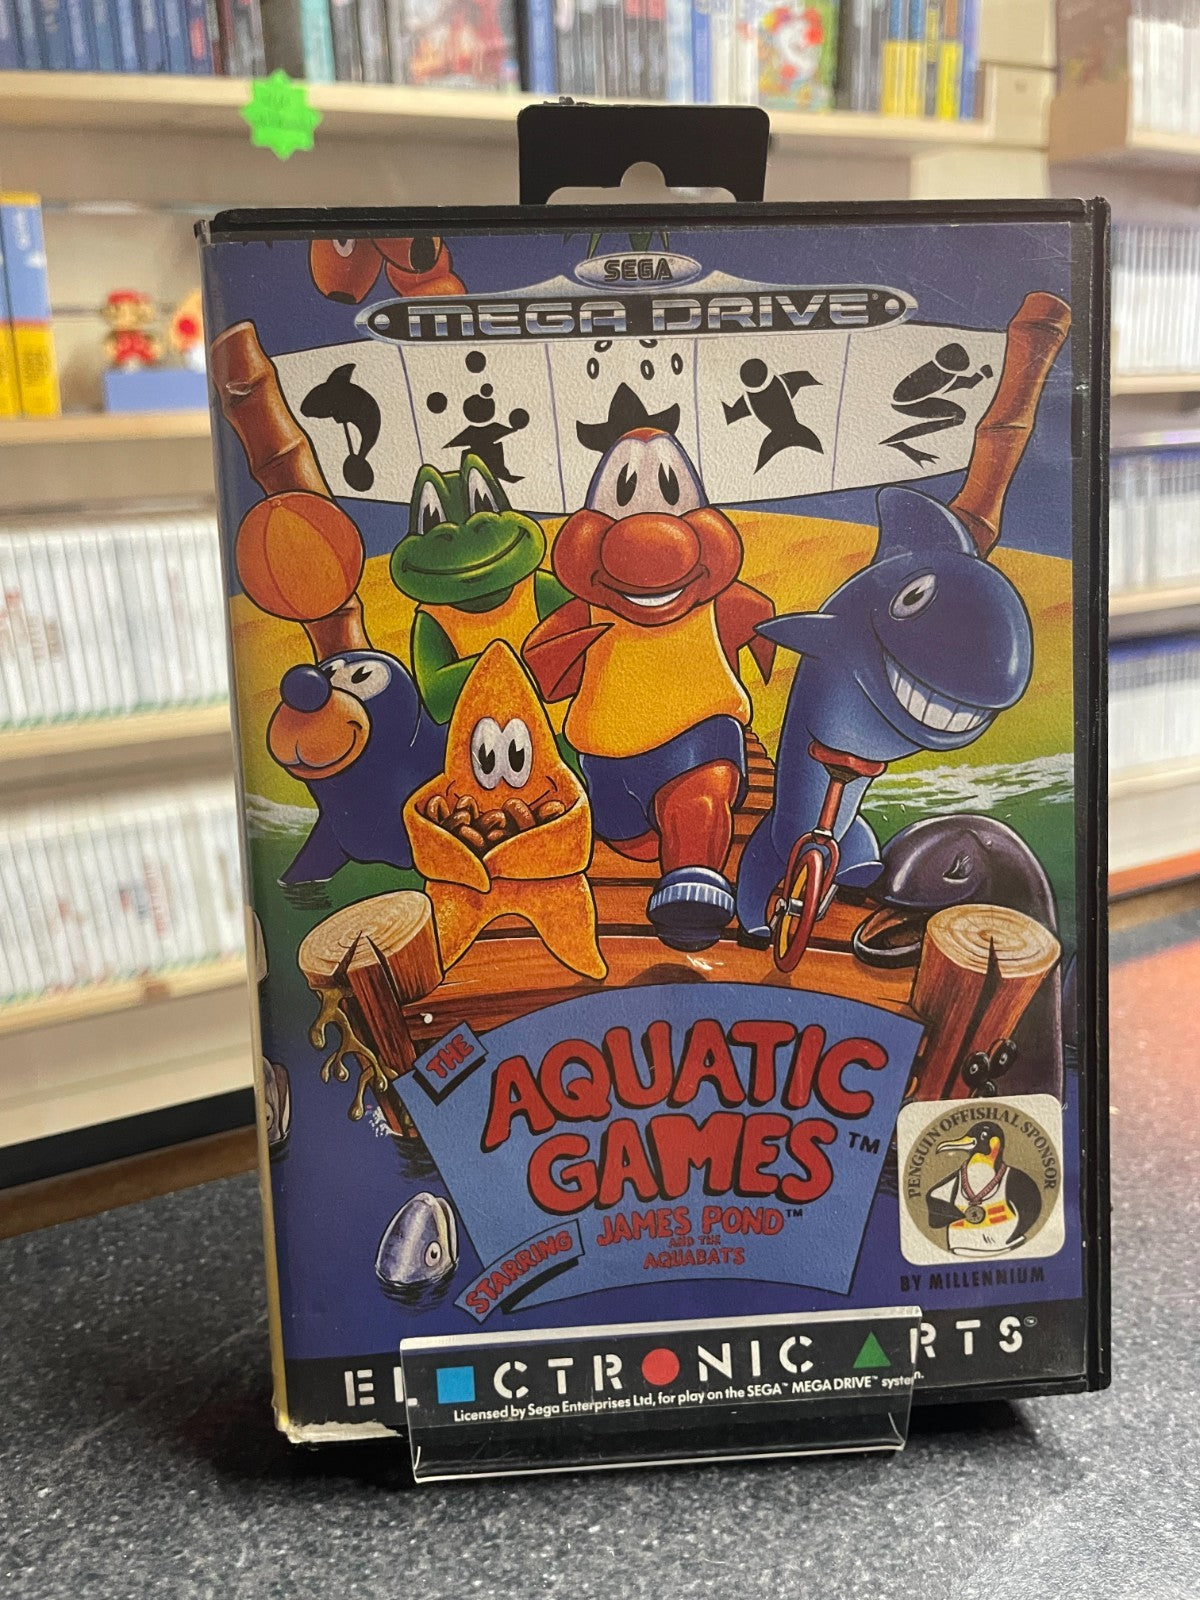 SEGA
MEGA DRIVE
THE
AQUATIC
GAMES™
STARRING
JAMES POND™
AND THE
AQUABATS
PENGUIN OFFISHAL SPONSOR
BY MILLENNIUM
ELECTRONIC ARTS™
Licensed by Sega Enterprises Ltd, for play on the SEGA™ MEGA DRIVE™ system.